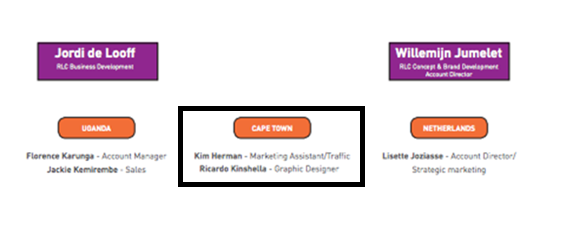 Jordi de Looff
RLC Business Development
Willemijn Jumelet
RLC Concept & Brand Development
Account Director
UGANDA
Florence Karunga - Account Manager
Jackie Kemirembe - Sales
CAPE TOWN
Kim Herman - Marketing Assistant/Traffic
Ricardo Kinshella - Graphic Designer
NETHERLANDS
Lisette Joziasse - Account Director/
Strategic marketing